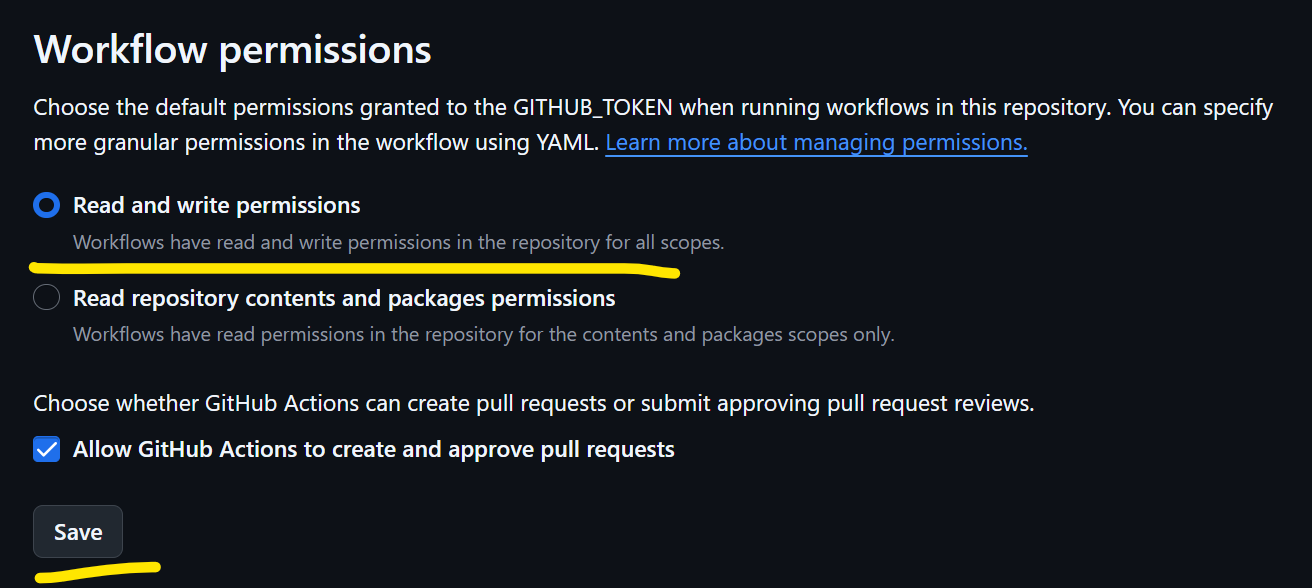 Workflow permissions
Choose the default permissions granted to the GITHUB_TOKEN when running workflows in this repository. You can specify
more granular permissions in the workflow using YAML. Learn more about managing permissions.
Read and write permissions
Workflows have read and write permissions in the repository for all scopes.
Read repository contents and packages permissions
Workflows have read permissions in the repository for the contents and packages scopes only.
Choose whether GitHub Actions can create pull requests or submit approving pull request reviews.
Allow GitHub Actions to create and approve pull requests
Save